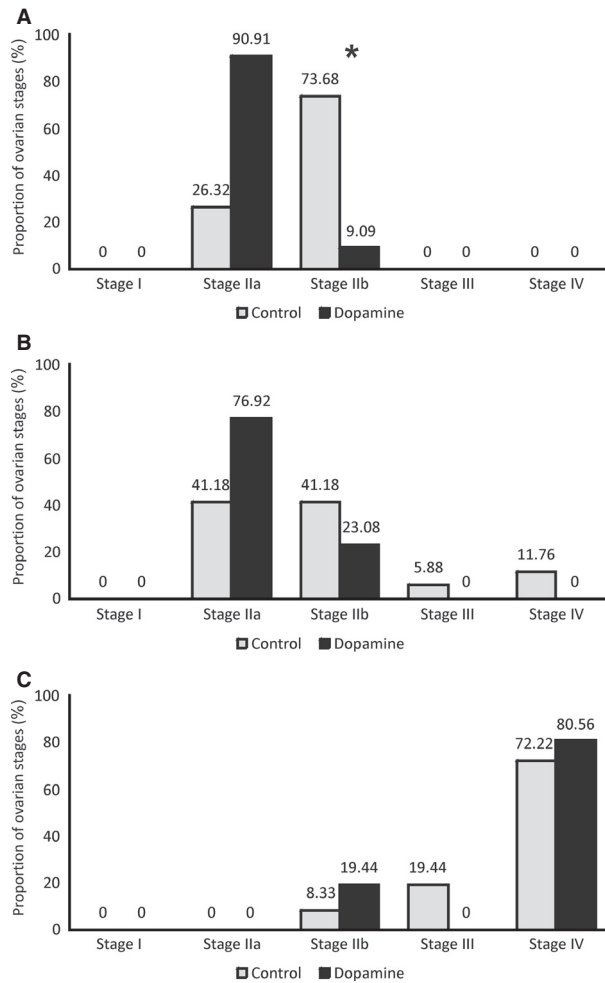 A
Proportion of ovarian stages (%)
100
80
60
40
20
0
0 0
26.32 90.91
73.68 9.09
*
0 0
0 0
Stage I Stage IIa Stage IIb Stage III Stage IV
Control Dopamine
B
Proportion of ovarian stages (%)
100
80
60
40
20
0
0 0
41.18 76.92
41.18 23.08
5.88 0
11.76 0
Stage I Stage IIa Stage IIb Stage III Stage IV
Control Dopamine
C
Proportion of ovarian stages (%)
100
80
60
40
20
0
0 0
0 0
8.33 19.44
19.44 0
72.22 80.56
Stage I Stage IIa Stage IIb Stage III Stage IV
Control Dopamine